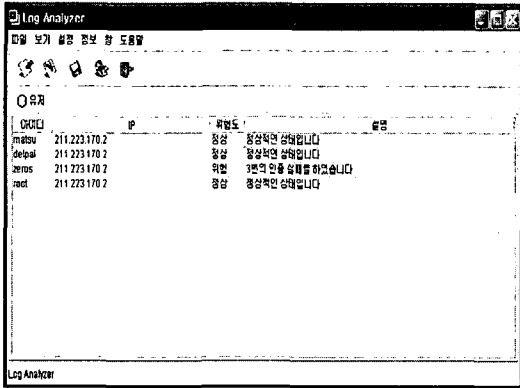 Log Analyzer
파일 보기 설정 정보 창 도움말
유저
아이디 IP 위험도 설명
matsu 211.223.170.2 정상 정상적인 상태입니다
delpai 211 223 170 2 정상 정상적인 상태입니다
zeros 211 223 170 2 위험 3번의 인증 실패를 하였습니다
root 211 223 170 2 정상 정상적인 상태입니다
Log Analyzer